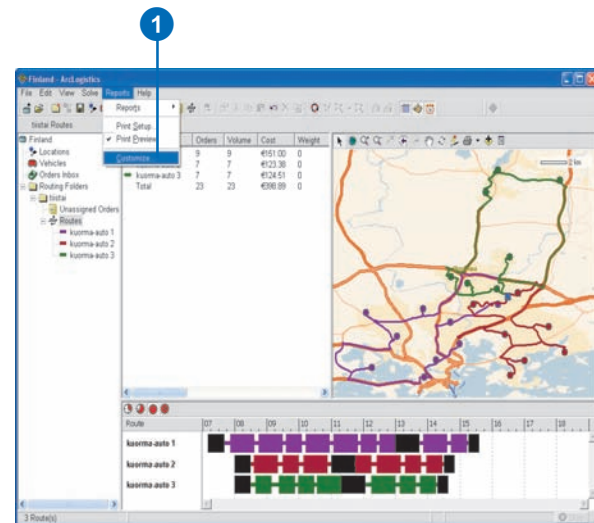 1
Finland - ArcLogistics
File Edit View Solve Reports Help
Reports
Print Setup...
Print Preview
Customize...
tiistai Routes
Finland
Locations
Vehicles
Orders Inbox
Routing Folders
tiistai
Unassigned Orders
Routes
kuorma-auto 1
kuorma-auto 2
kuorma-auto 3
Orders Volume Cost Weight
9 9 €151.00 0
7 7 €123.38 0
kuorma-auto 3 7 7 €124.51 0
Total 23 23 €398.89 0
2 km
Route 07 08 09 10 11 12 13 14 15 16 17 18
kuorma-auto 1
kuorma-auto 2
kuorma-auto 3
3 Route(s)